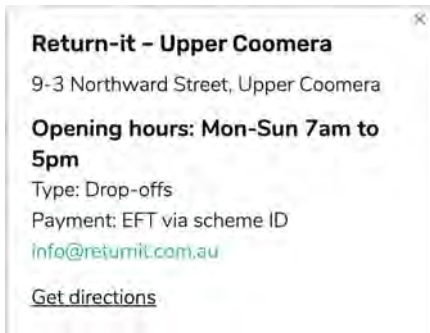 Return-it – Upper Coomera
9-3 Northward Street, Upper Coomera
Opening hours: Mon-Sun 7am to
5pm
Type: Drop-offs
Payment: EFT via scheme ID
info@returnit.com.au
Get directions